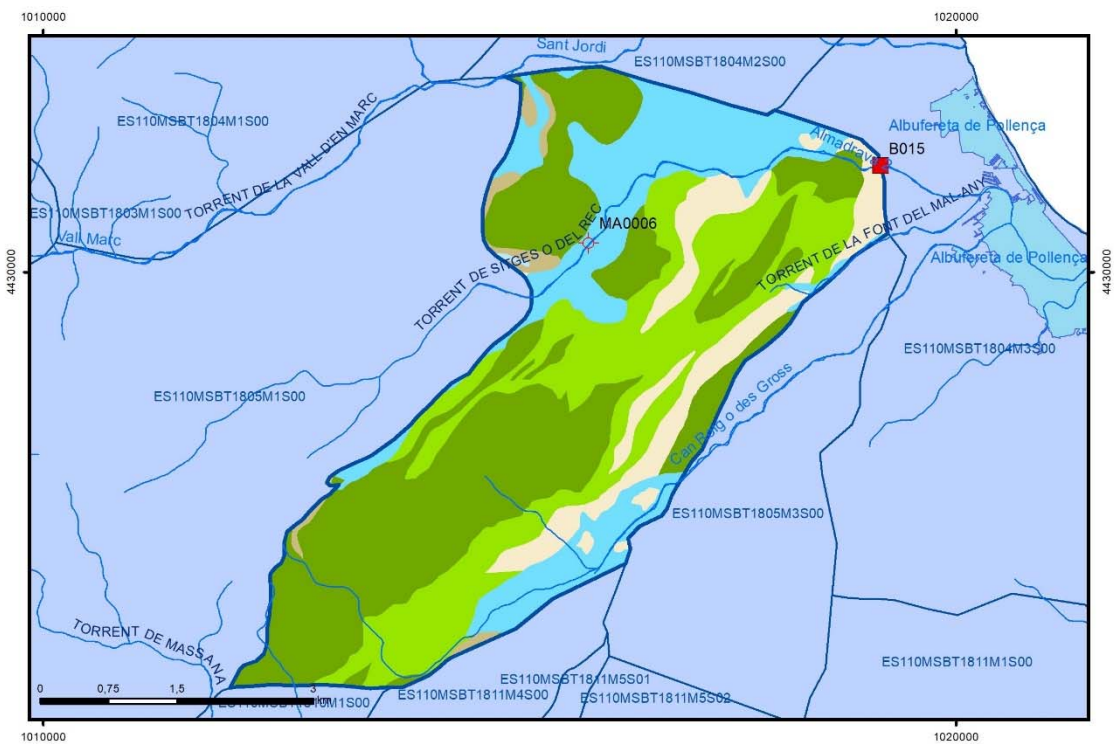 1010000
1020000
Sant Jordi
ES110MSBT1804M2S00
ES110MSBT1804M1S00
TORRENT DE LA VALL D'EN MARC
Albufereta de Pollença
Almadrava
B015
ES110MSBT1803M1S00
Vall Marc
MA0006
TORRENT DE SITGES O DEL REC
TORRENT DE LA FONT DEL MAL ANY
4430000
4430000
Albufereta de Pollença
ES110MSBT1804M3S00
ES110MSBT1805M1S00
Can Roig o des Gross
ES110MSBT1805M3S00
TORRENT DE MASSANA
ES110MSBT1811M1S00
ES110MSBT1811M5S01
ES110MSBT1811M4S00
ES110MSBT1811M5S02
0 0,75 1,5 3
1010000
1020000